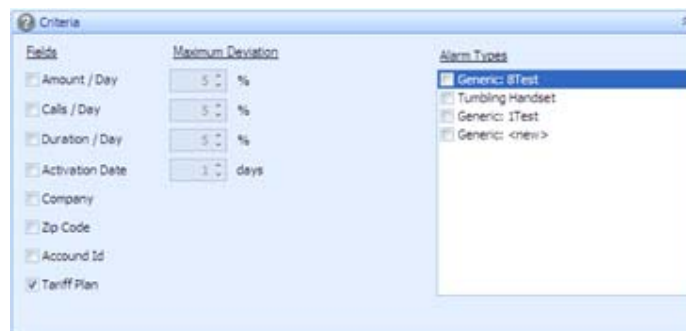 Criteria
Fields
Maximum Deviation
Amount / Day 5 %
Calls / Day 5 %
Duration / Day 5 %
Activation Date 1 days
Company
Zip Code
Accound Id
Tariff Plan
Alarm Types
Generic: 8Test
Tumbling Handset
Generic: 1Test
Generic: <new>